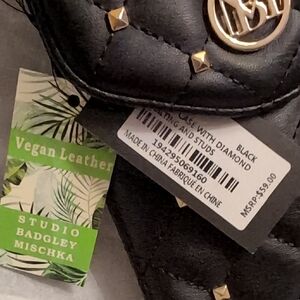 Vegan Leather
STUDIO
BADGLEY
MISCHKA
CASE WITH DIAMOND
QUILTING AND STUDS
BLACK
194295069160
MADE IN CHINA FABRIQUE EN CHINE
MSRP:$59.00